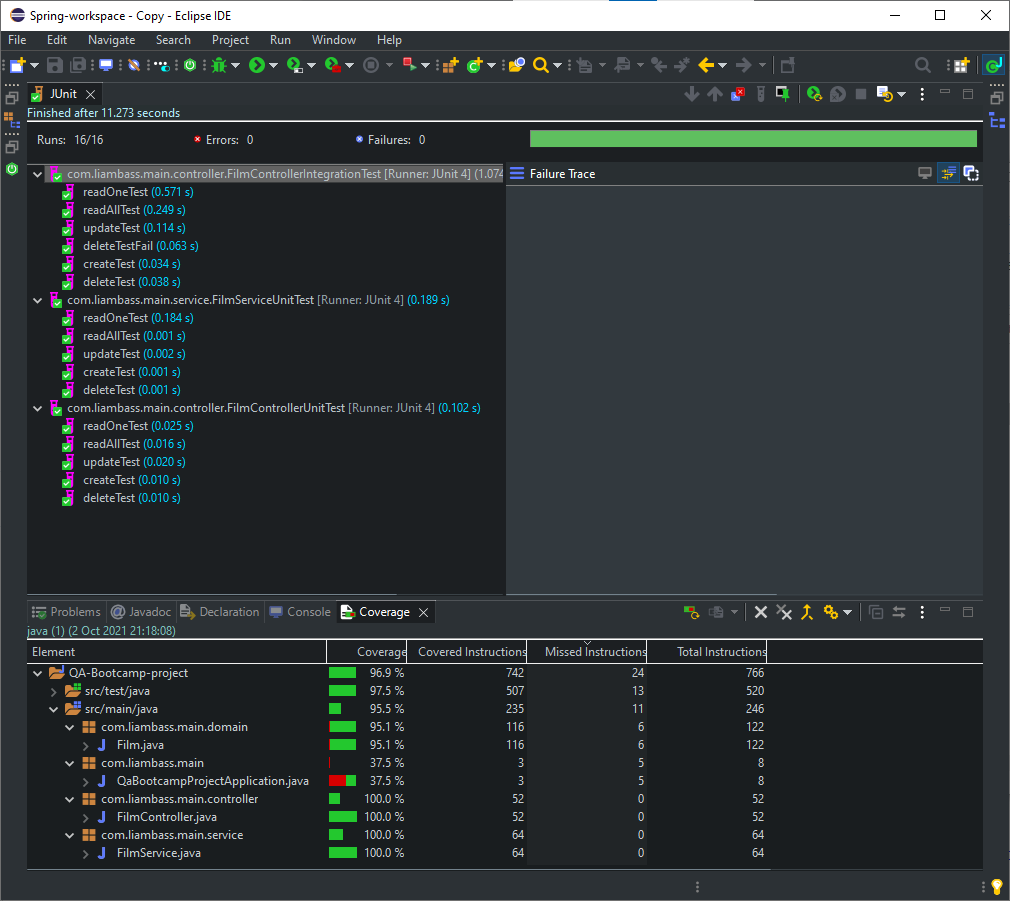 Spring-workspace - Copy - Eclipse IDE
File Edit Navigate Search Project Run Window Help
JUnit
Finished after 11.273 seconds
Runs: 16/16 Errors: 0 Failures: 0
com.liambass.main.controller.FilmControllerIntegrationTest [Runner: JUnit 4] (1.074
Failure Trace
readOneTest (0.571 s)
readAllTest (0.249 s)
updateTest (0.114 s)
deleteTestFail (0.063 s)
createTest (0.034 s)
deleteTest (0.038 s)
com.liambass.main.service.FilmServiceUnitTest [Runner: JUnit 4] (0.189 s)
readOneTest (0.184 s)
readAllTest (0.001 s)
updateTest (0.002 s)
createTest (0.001 s)
deleteTest (0.001 s)
com.liambass.main.controller.FilmControllerUnitTest [Runner: JUnit 4] (0.102 s)
readOneTest (0.025 s)
readAllTest (0.016 s)
updateTest (0.020 s)
createTest (0.010 s)
deleteTest (0.010 s)
Problems @ Javadoc Declaration Console Coverage
java (1) (2 Oct 2021 21:18:08)
Element Coverage Covered Instructions Missed Instructions Total Instructions
QA-Bootcamp-project 96.9 % 742 24 766
src/test/java 97.5 % 507 13 520
src/main/java 95.5 % 235 11 246
com.liambass.main.domain 95.1 % 116 6 122
Film.java 95.1 % 116 6 122
com.liambass.main 37.5 % 3 5 8
QaBootcampProjectApplication.java 37.5 % 3 5 8
com.liambass.main.controller 100.0 % 52 0 52
FilmController.java 100.0 % 52 0 52
com.liambass.main.service 100.0 % 64 0 64
FilmService.java 100.0 % 64 0 64